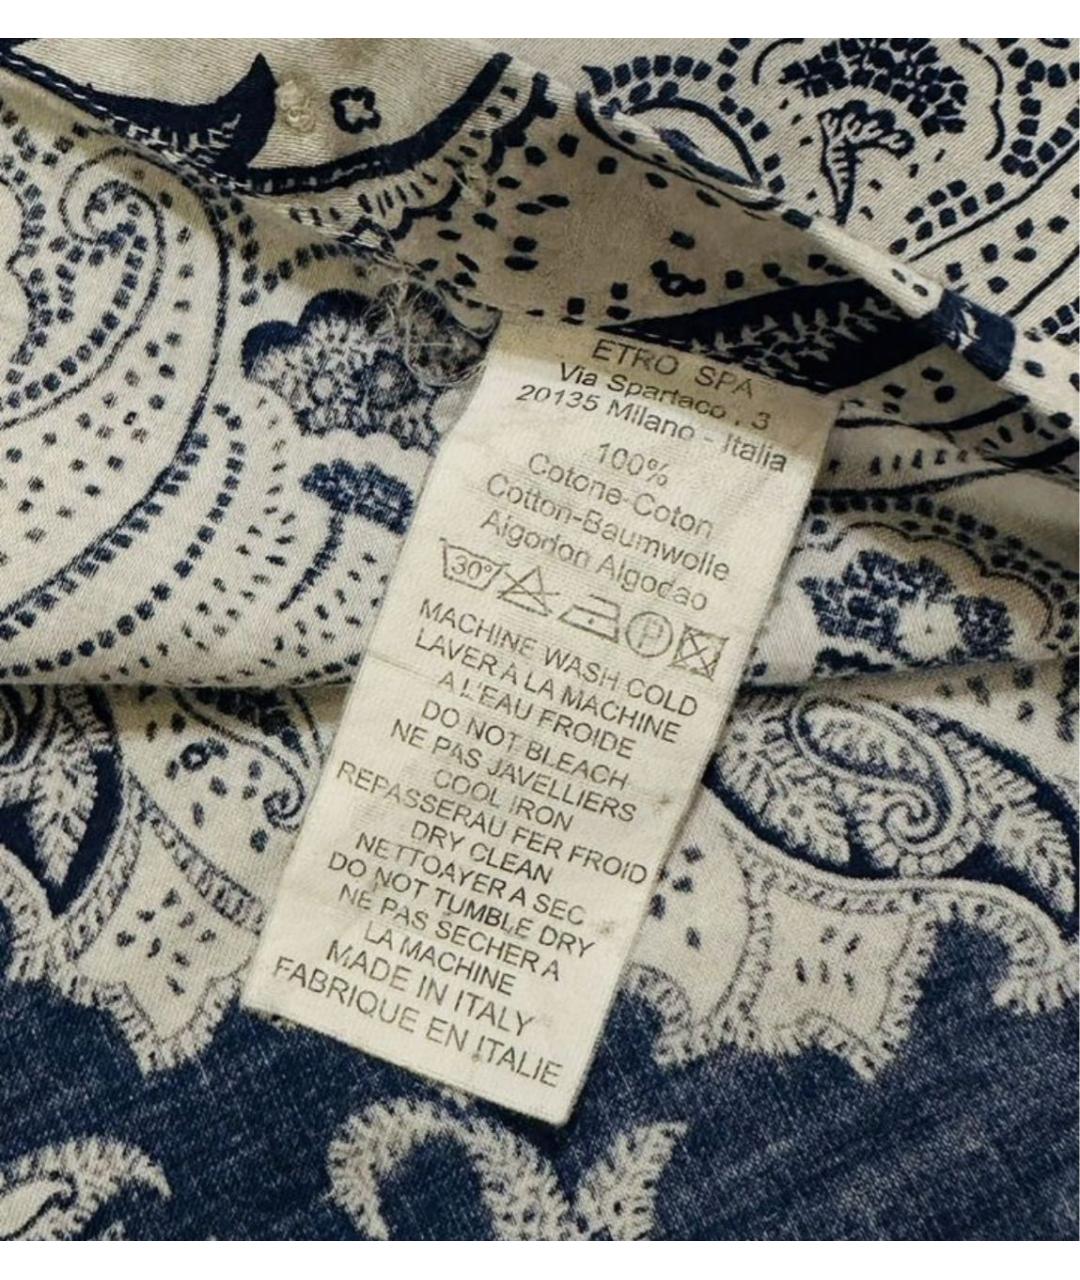 ETRO SPA
Via Spartaco , 3
20135 Milano - Italia
100%
Cotone-Coton
Cotton-Baumwolle
Algodon Algodao
30°
P
MACHINE WASH COLD
LAVER A LA MACHINE
A L'EAU FROIDE
DO NOT BLEACH
NE PAS JAVELLIERS
COOL IRON
REPASSERAU FER FROID
DRY CLEAN
NETTOAYER A SEC
DO NOT TUMBLE DRY
NE PAS SECHER A
LA MACHINE
MADE IN ITALY
FABRIQUE EN ITALIE